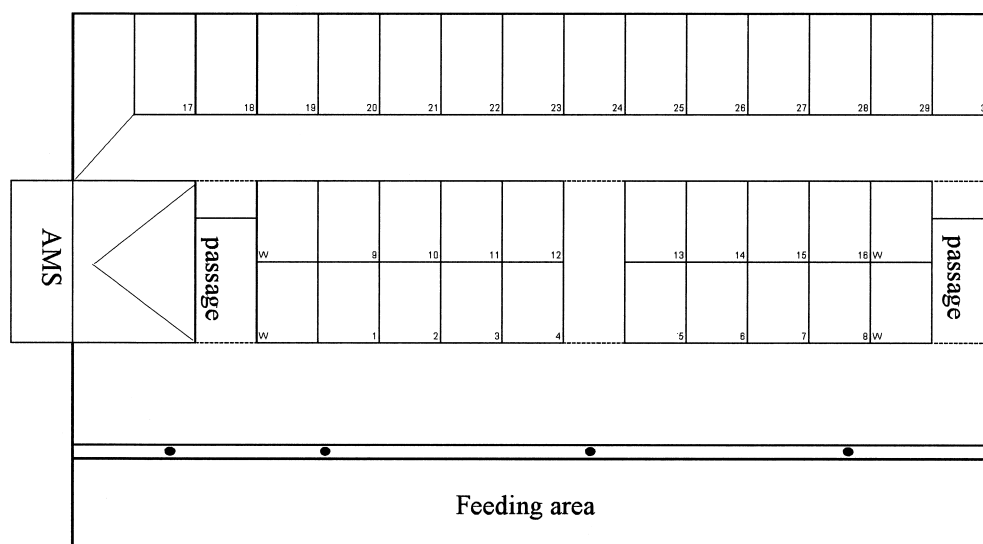 17 18 19 20 21 22 23 24 25 26 27 28 29
AMS
passage
W 9 10 11 12 13 14 15 16 W
passage
W 1 2 3 4 5 6 7 8 W
Feeding area